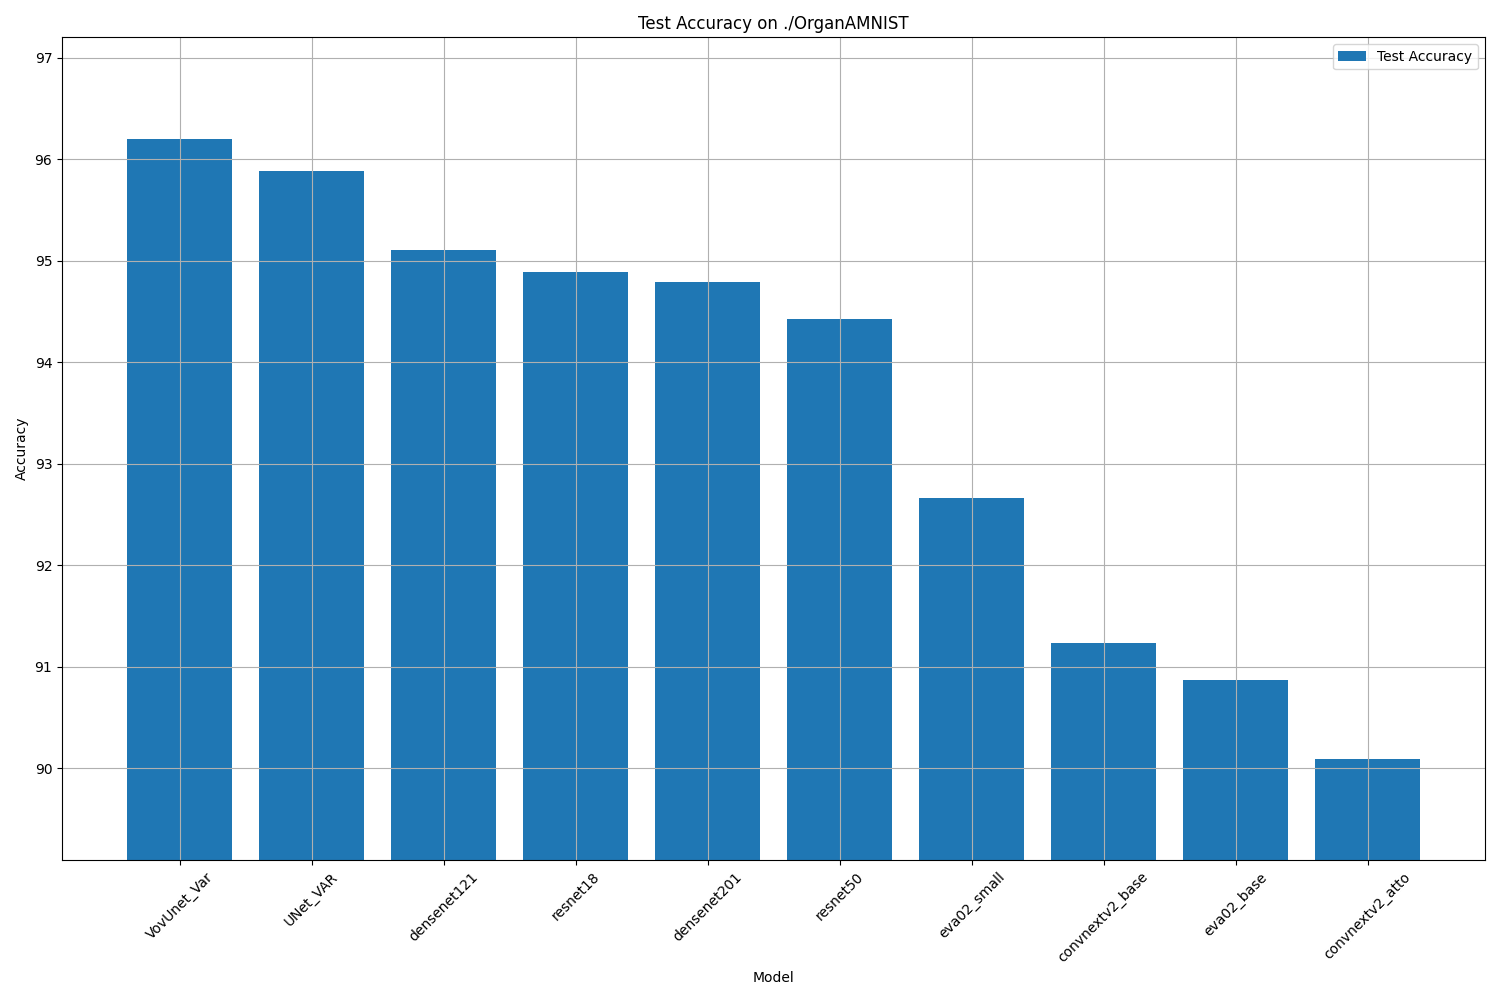 Test Accuracy on ./OrganAMNIST
Test Accuracy
97
96
95
94
93
92
91
90
Accuracy
VovUnet_Var
UNet_VAR
densenet121
resnet18
densenet201
resnet50
eva02_small
convnextv2_base
eva02_base
convnextv2_atto
Model